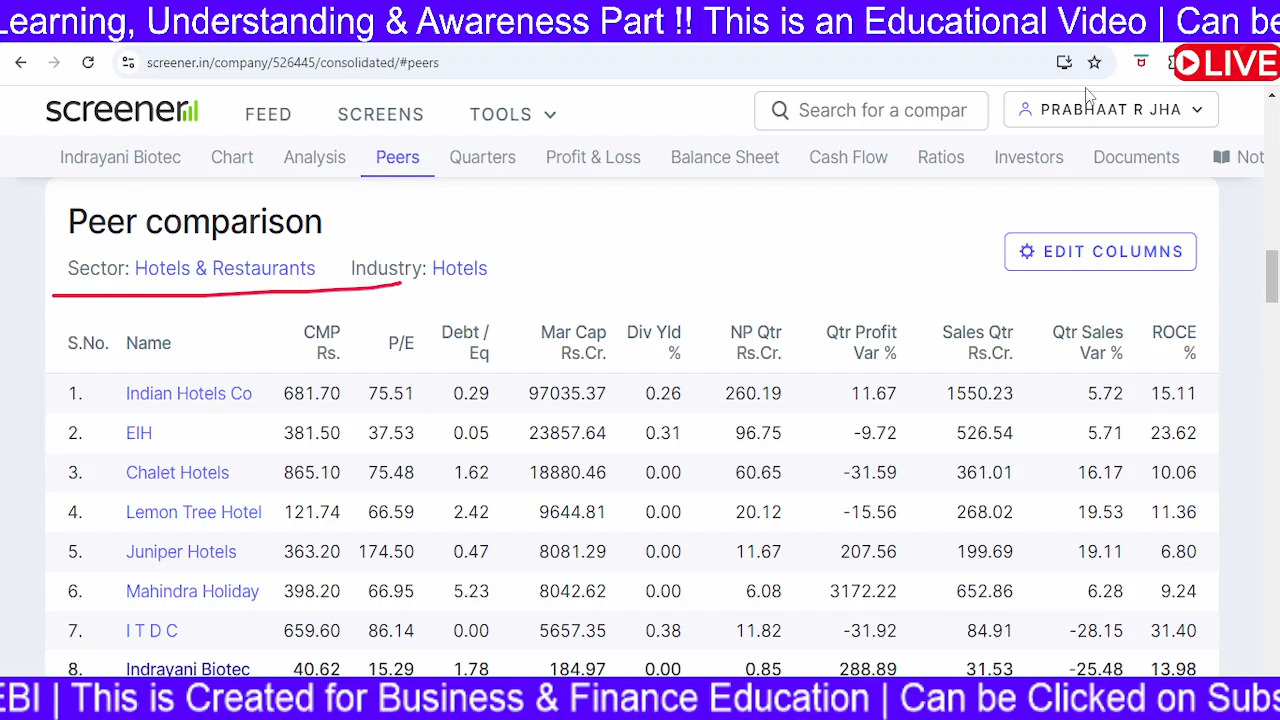 Learning, Understanding & Awareness Part !! This is an Educational Video | Can be
screener.in/company/526445/consolidated/#peers
LIVE
screener
FEED SCREENS TOOLS
Search for a compar
PRABHAAT R JHA
Indrayani Biotec Chart Analysis Peers Quarters Profit & Loss Balance Sheet Cash Flow Ratios Investors Documents Not
Peer comparison
Sector: Hotels & Restaurants Industry: Hotels
EDIT COLUMNS
S.No. Name CMP Rs. P/E Debt / Eq Mar Cap Rs.Cr. Div Yld % NP Qtr Rs.Cr. Qtr Profit Var % Sales Qtr Rs.Cr. Qtr Sales Var % ROCE %
1. Indian Hotels Co 681.70 75.51 0.29 97035.37 0.26 260.19 11.67 1550.23 5.72 15.11
2. EIH 381.50 37.53 0.05 23857.64 0.31 96.75 -9.72 526.54 5.71 23.62
3. Chalet Hotels 865.10 75.48 1.62 18880.46 0.00 60.65 -31.59 361.01 16.17 10.06
4. Lemon Tree Hotel 121.74 66.59 2.42 9644.81 0.00 20.12 -15.56 268.02 19.53 11.36
5. Juniper Hotels 363.20 174.50 0.47 8081.29 0.00 11.67 207.56 199.69 19.11 6.80
6. Mahindra Holiday 398.20 66.95 5.23 8042.62 0.00 6.08 3172.22 652.86 6.28 9.24
7. I T D C 659.60 86.14 0.00 5657.35 0.38 11.82 -31.92 84.91 -28.15 31.40
8. Indrayani Biotec 40.62 15.29 1.78 184.97 0.00 0.85 288.89 31.53 -25.48 13.98
EBI | This is Created for Business & Finance Education | Can be Clicked on Subs